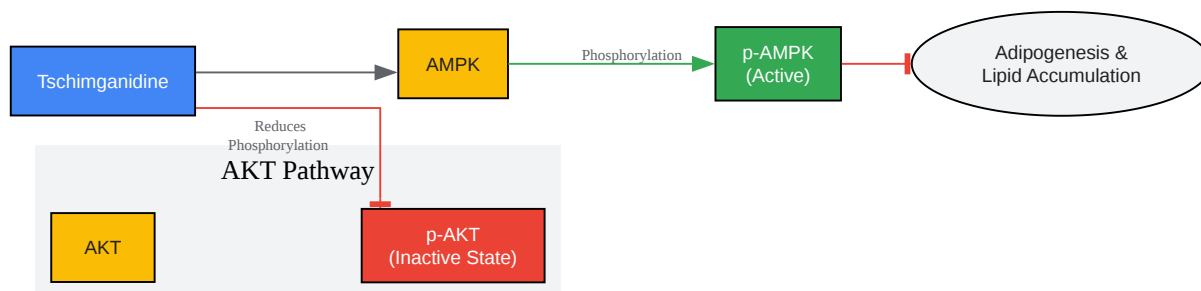 Tschimganidine
AMPK
Phosphorylation
p-AMPK
(Active)
Adipogenesis &
Lipid Accumulation
Reduces
Phosphorylation
AKT Pathway
AKT
p-AKT
(Inactive State)